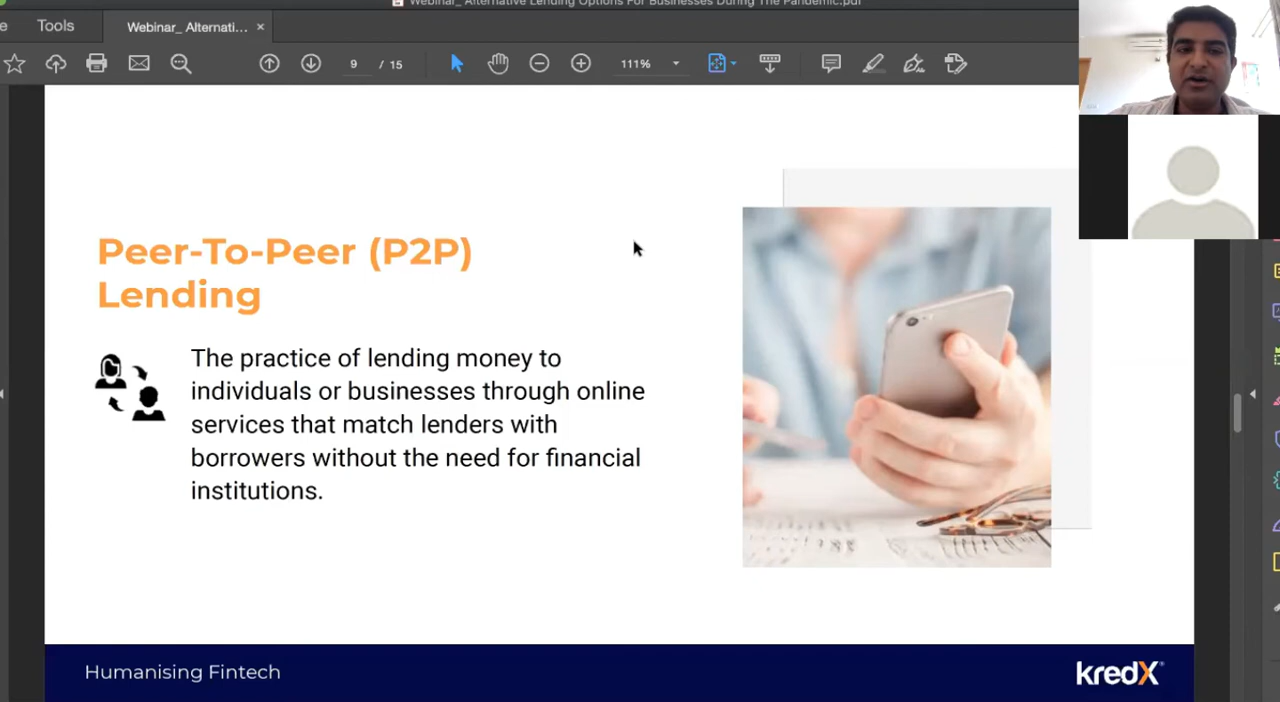 Webinar_ Alternative Lending Options For Businesses During The Pandemic.pdf
e
Tools
Webinar_ Alternati... ×
9 / 15
111%
Peer-To-Peer (P2P)
Lending
The practice of lending money to
individuals or businesses through online
services that match lenders with
borrowers without the need for financial
institutions.
Humanising Fintech
kredX